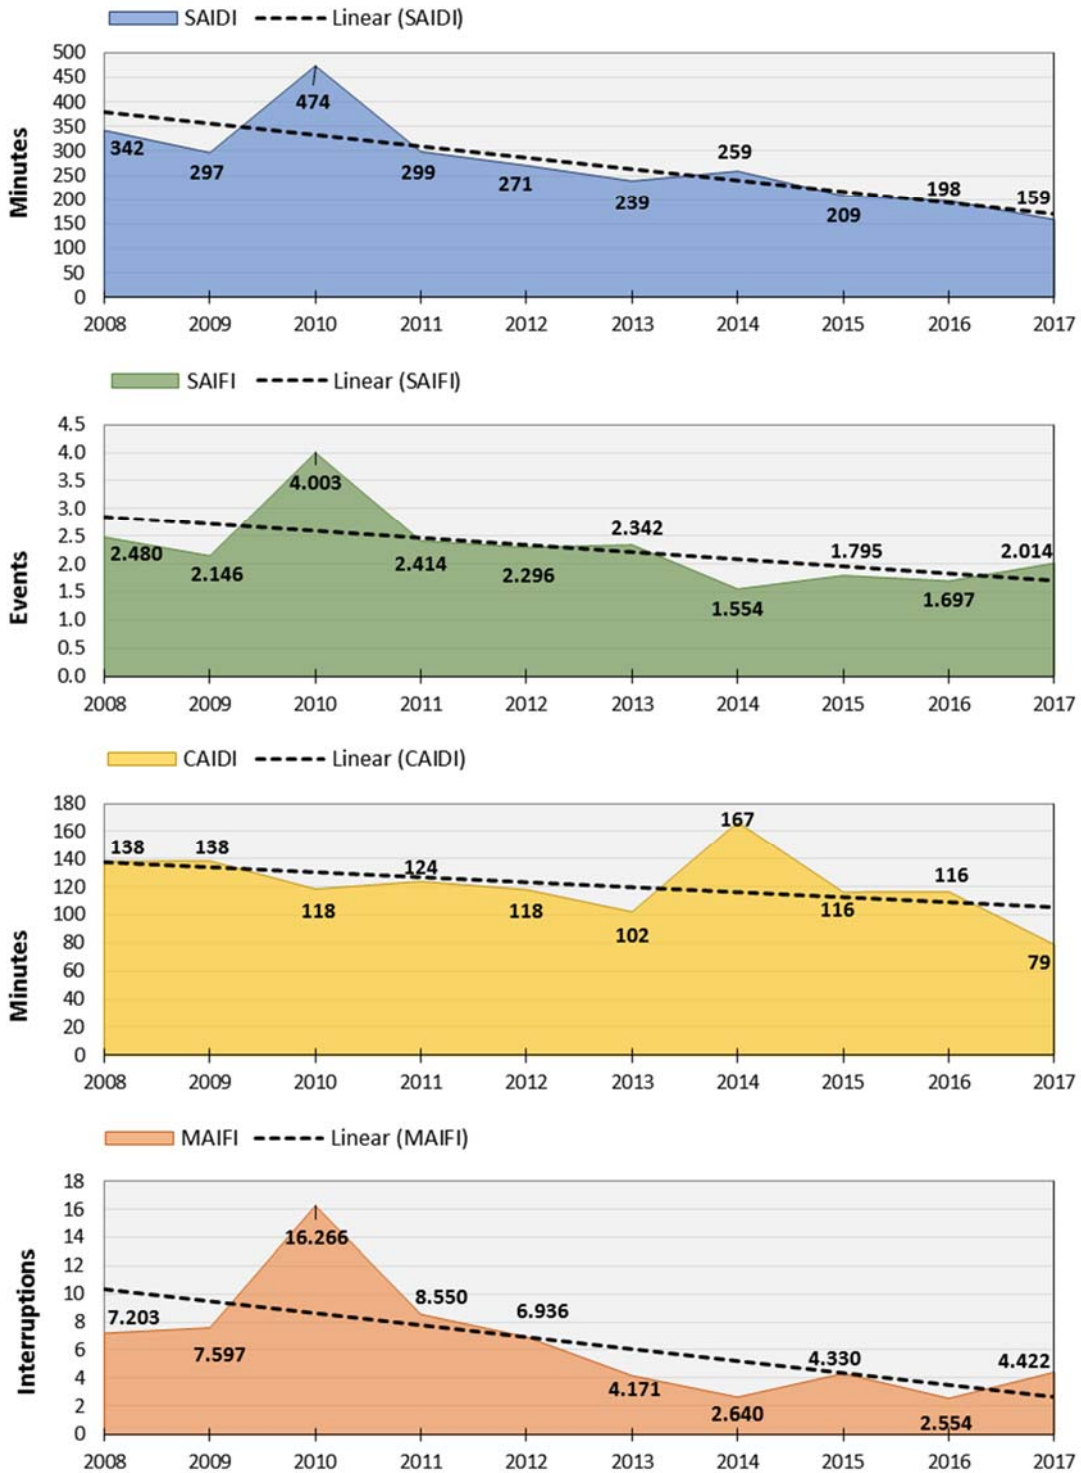 SAIDI Linear (SAIDI)
500
450
400
350
300
250
200
150
100
50
0
Minutes
342 297 474 299 271 239 259 209 198 159
2008 2009 2010 2011 2012 2013 2014 2015 2016 2017
SAIFI Linear (SAIFI)
4.5
4.0
3.5
3.0
2.5
2.0
1.5
1.0
0.5
0.0
Events
2.480 2.146 4.003 2.414 2.296 2.342 1.554 1.795 1.697 2.014
2008 2009 2010 2011 2012 2013 2014 2015 2016 2017
CAIDI Linear (CAIDI)
180
160
140
120
100
80
60
40
20
0
Minutes
138 138 118 124 118 102 167 116 116 79
2008 2009 2010 2011 2012 2013 2014 2015 2016 2017
MAIFI Linear (MAIFI)
18
16
14
12
10
8
6
4
2
0
Interruptions
7.203 7.597 16.266 8.550 6.936 4.171 2.640 4.330 2.554 4.422
2008 2009 2010 2011 2012 2013 2014 2015 2016 2017